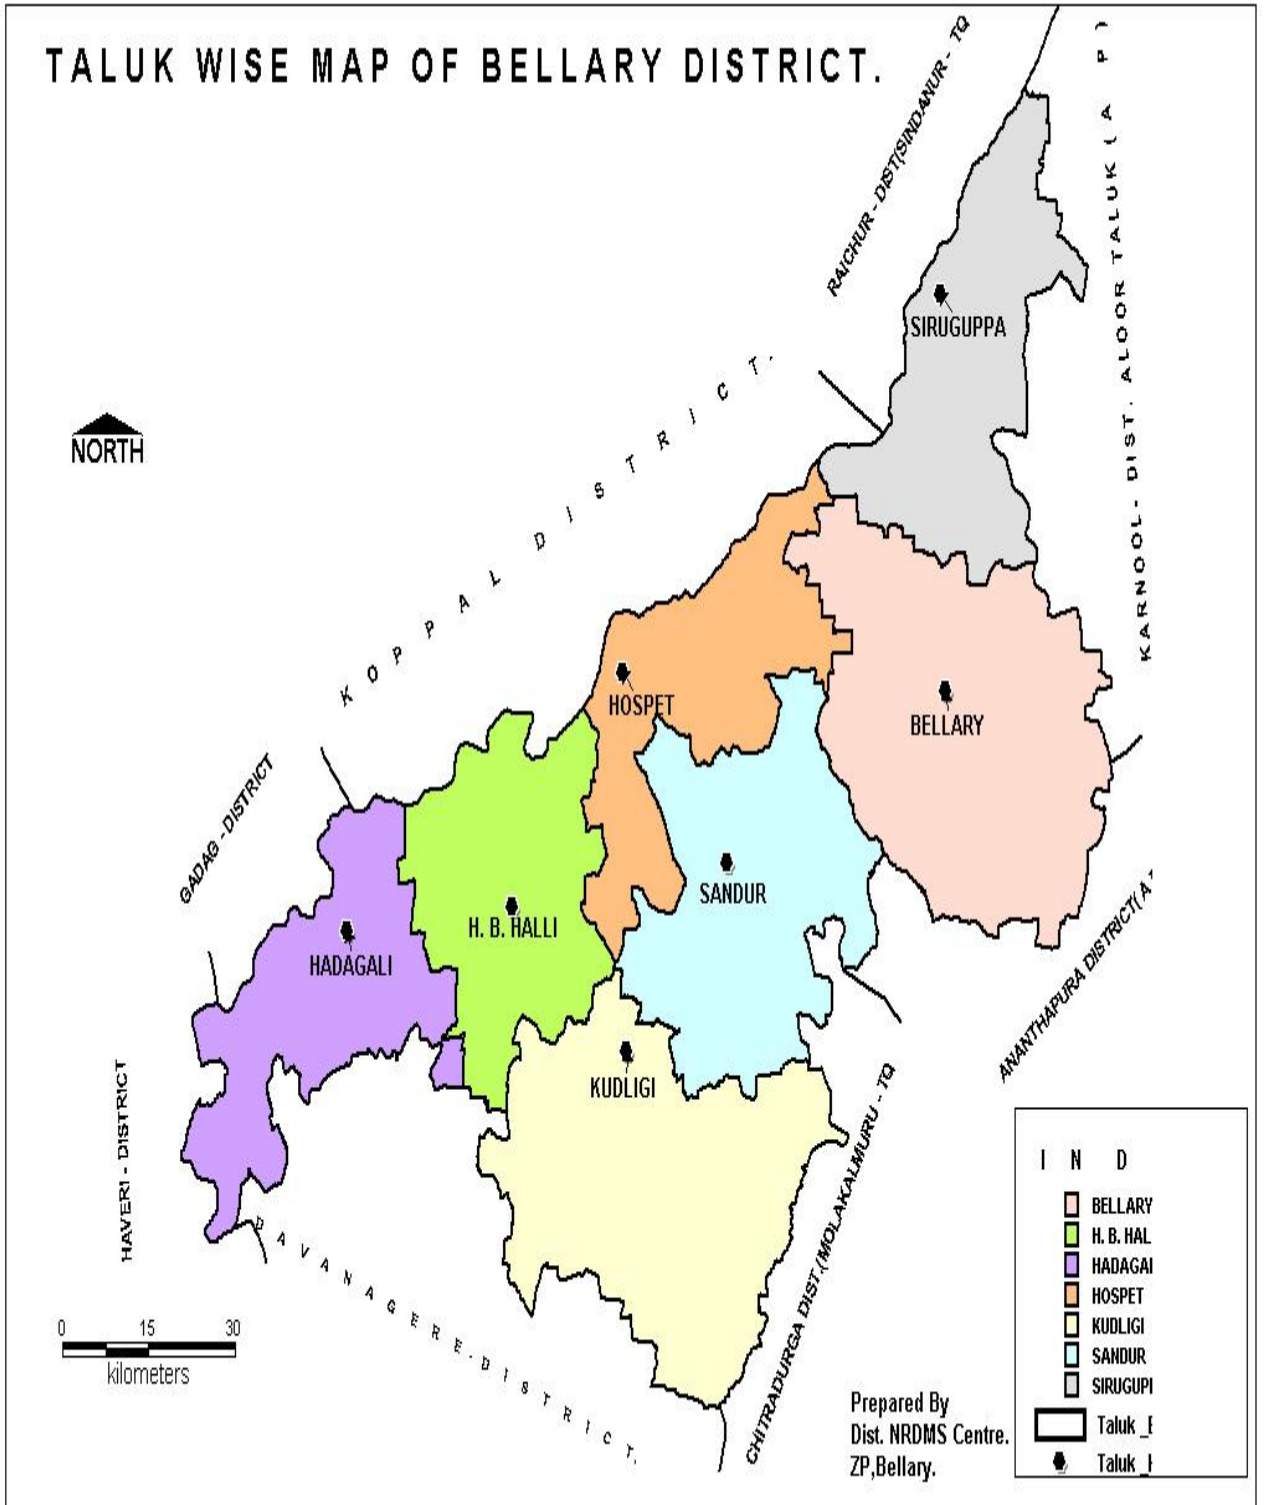 TALUK WISE MAP OF BELLARY DISTRICT.
RAICHUR - DIST(SINDANUR - TQ
KARNOOL - DIST. ALOOR TALUK ( A P )
SIRUGUPPA
KOPPAL DISTRICT.
NORTH
HOSPET
BELLARY
GADAG - DISTRICT
SANDUR
H. B. HALLI
HADAGALI
ANANTHAPURA DISTRICT( A
KUDLIGI
HAVERI - DISTRICT
CHITRADURGA DIST.(MOLAKALMURU - TQ
DAVANAGERE.DISTRICT.
0 15 30
kilometers
I N D
BELLARY
H. B. HAL
HADAGAI
HOSPET
KUDLIGI
SANDUR
SIRUGUPI
Taluk _
Taluk _
Prepared By
Dist. NRDMS Centre.
ZP,Bellary.